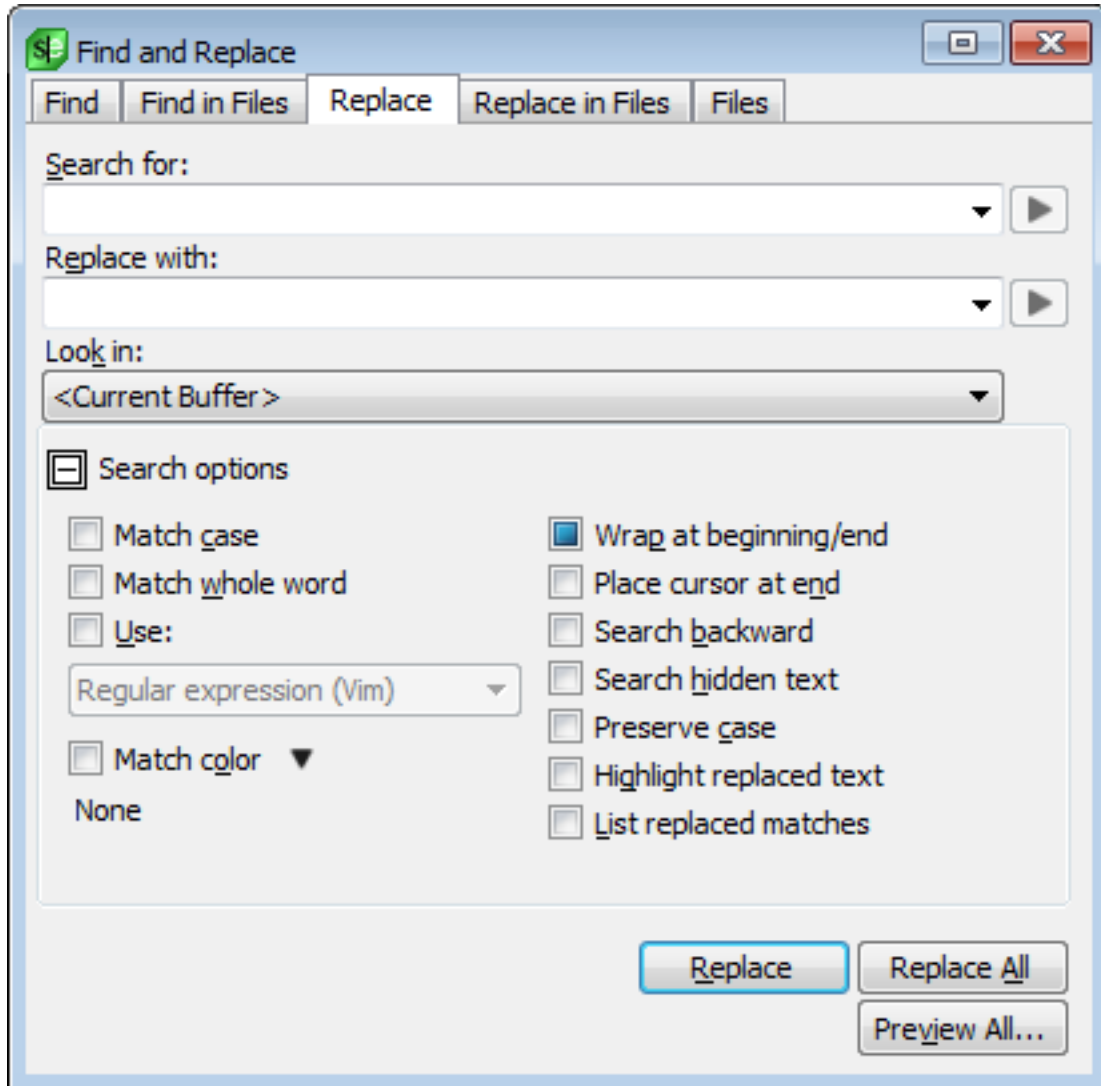 Find and Replace
Find Find in Files Replace Replace in Files Files
Search for:
Replace with:
Look in:
<Current Buffer>
Search options
Match case
Match whole word
Use:
Regular expression (Vim)
Match color
None
Wrap at beginning/end
Place cursor at end
Search backward
Search hidden text
Preserve case
Highlight replaced text
List replaced matches
Replace Replace All
Preview All...